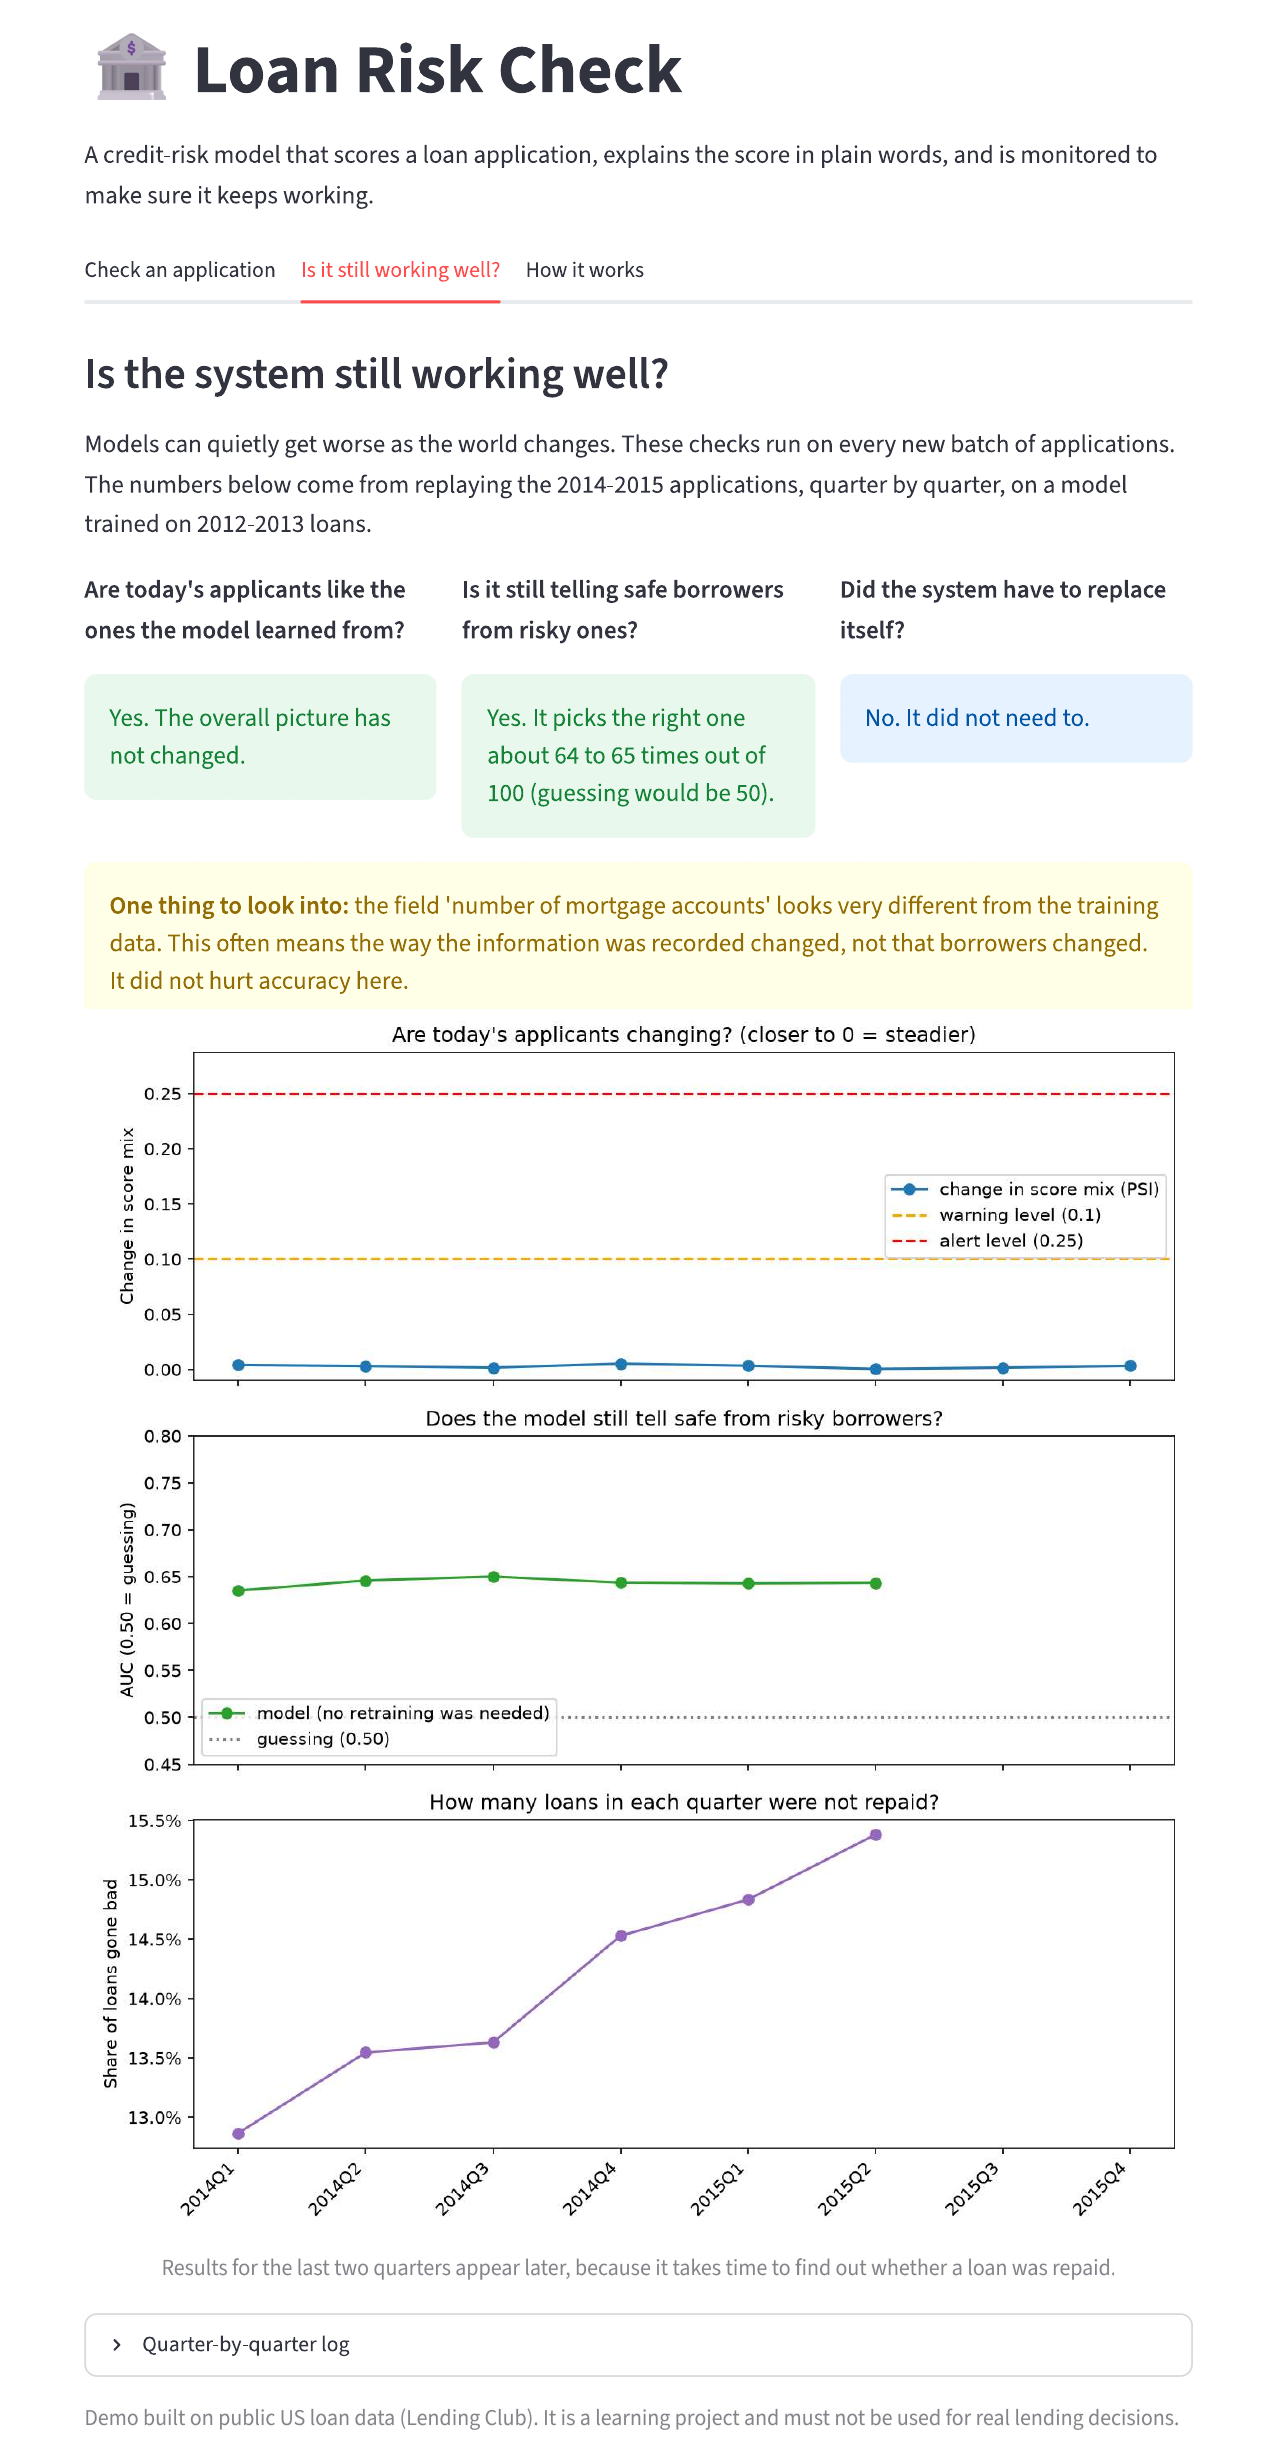 Loan Risk Check
A credit-risk model that scores a loan application, explains the score in plain words, and is monitored to
make sure it keeps working.
Check an application
Is it still working well?
How it works
Is the system still working well?
Models can quietly get worse as the world changes. These checks run on every new batch of applications.
The numbers below come from replaying the 2014-2015 applications, quarter by quarter, on a model
trained on 2012-2013 loans.
Are today's applicants like the
ones the model learned from?
Yes. The overall picture has
not changed.
Is it still telling safe borrowers
from risky ones?
Yes. It picks the right one
about 64 to 65 times out of
100 (guessing would be 50).
Did the system have to replace
itself?
No. It did not need to.
One thing to look into: the field 'number of mortgage accounts' looks very different from the training
data. This often means the way the information was recorded changed, not that borrowers changed.
It did not hurt accuracy here.
Are today's applicants changing? (closer to 0 = steadier)
Change in score mix
0.25
0.20
0.15
0.10
0.05
0.00
change in score mix (PSI)
warning level (0.1)
alert level (0.25)
Does the model still tell safe from risky borrowers?
AUC (0.50 = guessing)
0.80
0.75
0.70
0.65
0.60
0.55
0.50
0.45
model (no retraining was needed)
guessing (0.50)
How many loans in each quarter were not repaid?
Share of loans gone bad
15.5%
15.0%
14.5%
14.0%
13.5%
13.0%
2014Q1
2014Q2
2014Q3
2014Q4
2015Q1
2015Q2
2015Q3
2015Q4
Results for the last two quarters appear later, because it takes time to find out whether a loan was repaid.
Quarter-by-quarter log
Demo built on public US loan data (Lending Club). It is a learning project and must not be used for real lending decisions.